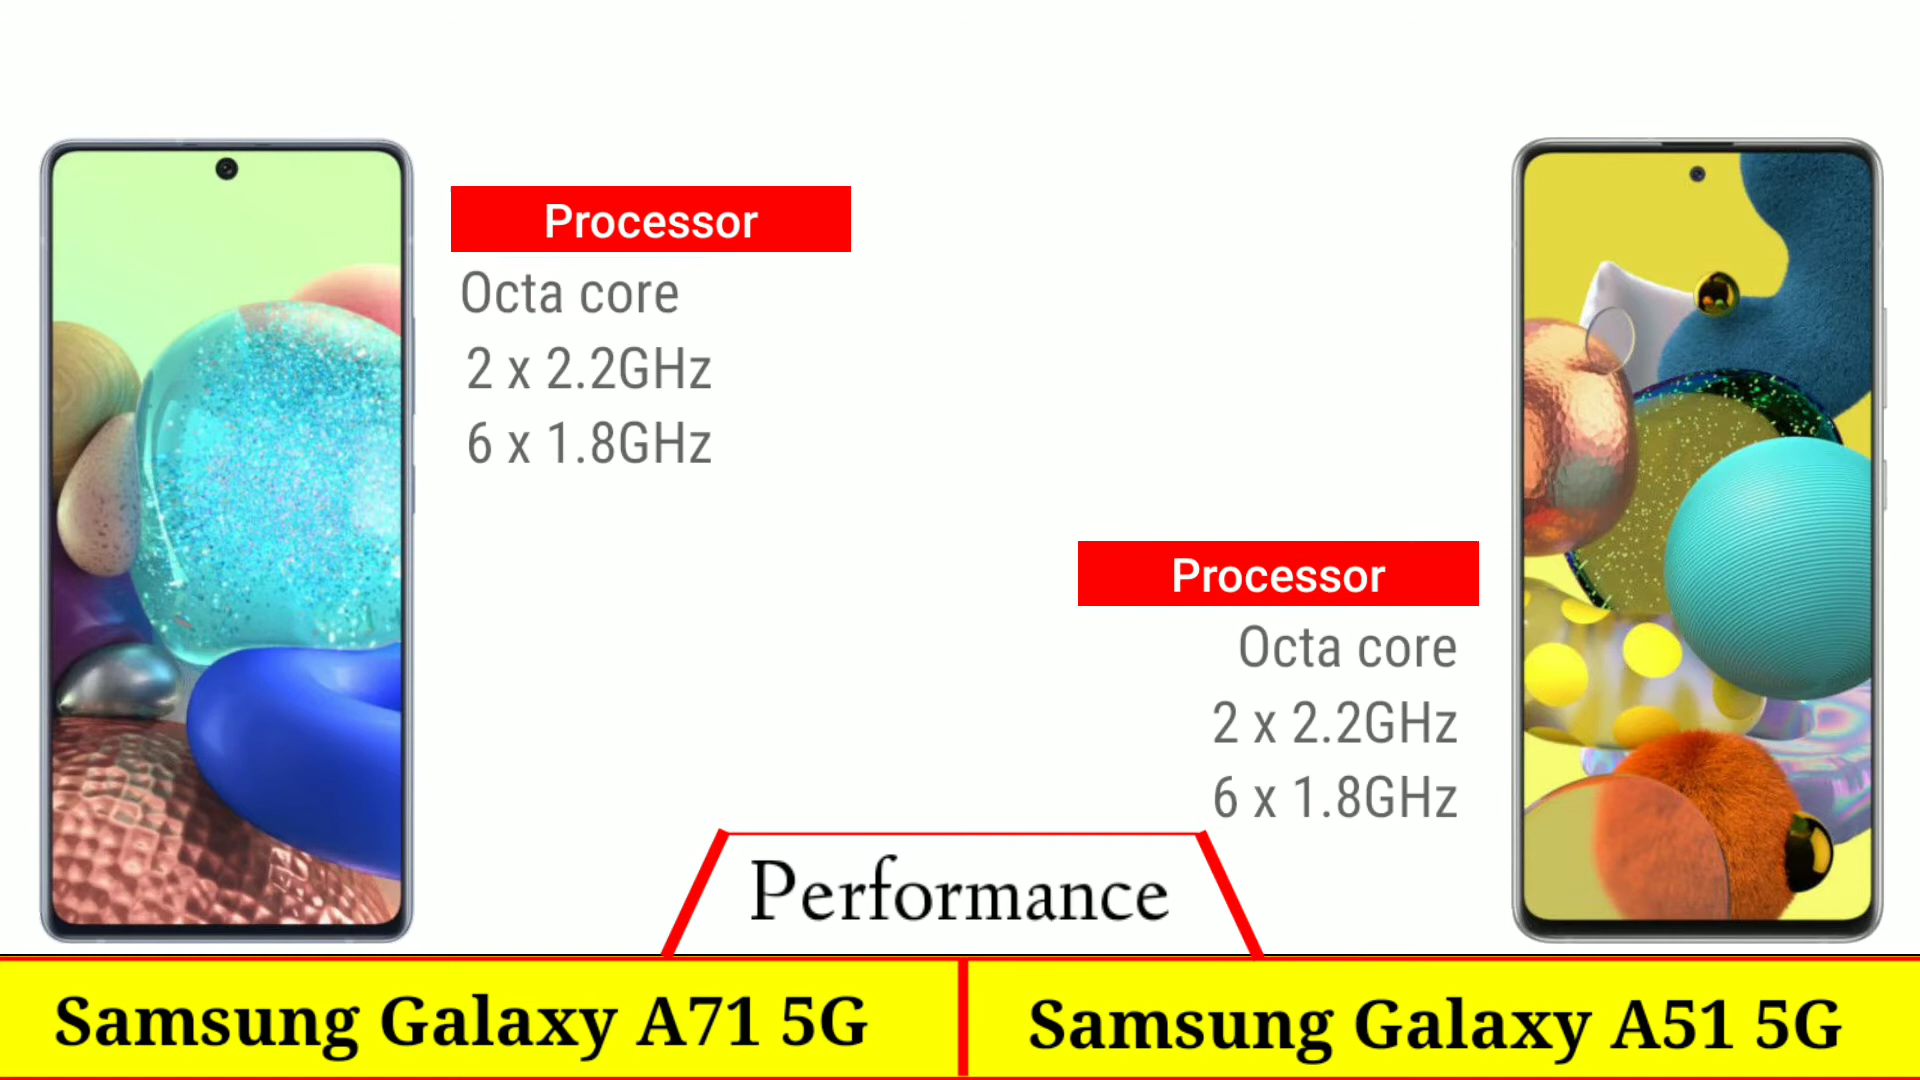 Processor
Octa core
2 x 2.2GHz
6 x 1.8GHz
Processor
Octa core
2 x 2.2GHz
6 x 1.8GHz
Performance
Samsung Galaxy A71 5G
Samsung Galaxy A51 5G